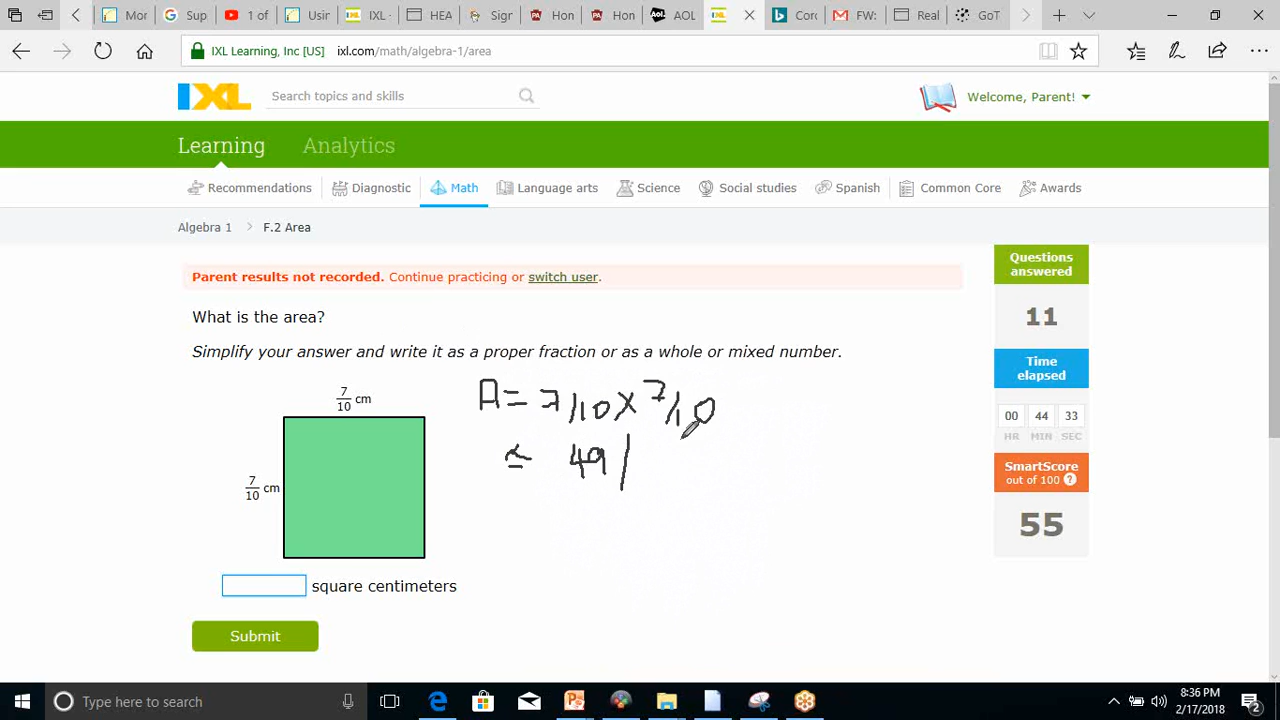 Mor
Sup
1 of
Usir
IXL -
HEA
Sign
Hon
Hon
AOL
Corc
FW:
Real
GoT
IXL Learning, Inc [US] ixl.com/math/algebra-1/area
IXL
Search topics and skills
Welcome, Parent!
Learning Analytics
Recommendations Diagnostic Math Language arts Science Social studies Spanish Common Core Awards
Algebra 1 > F.2 Area
Parent results not recorded. Continue practicing or switch user.
What is the area?
Simplify your answer and write it as a proper fraction or as a whole or mixed number.
7/10 cm
7/10 cm
A = 7/10 x 7/10
= 49/
square centimeters
Submit
Questions answered
11
Time elapsed
00 44 33
HR MIN SEC
SmartScore
out of 100 ?
55
Type here to search
8:36 PM
2/17/2018
2